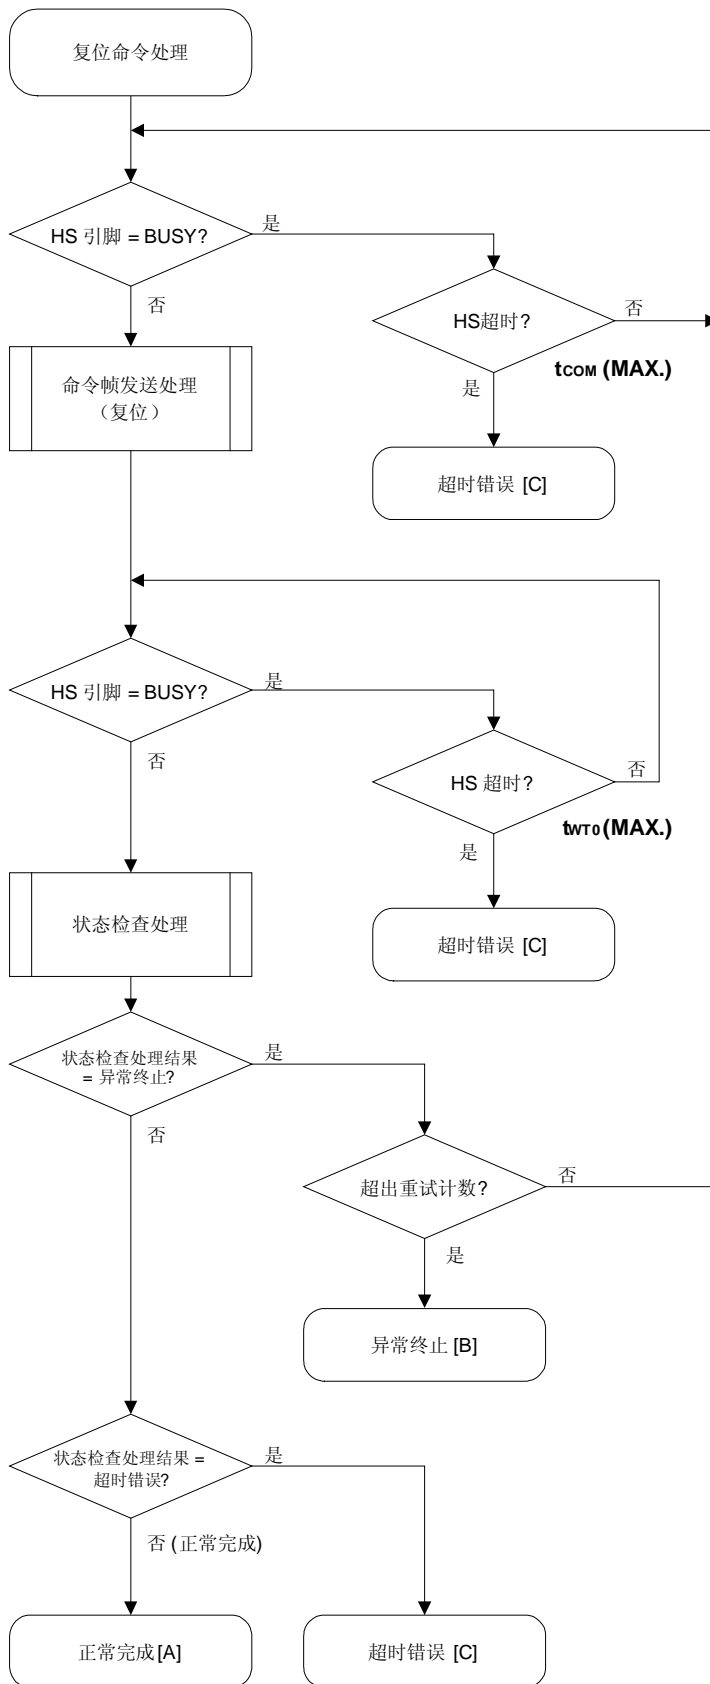 复位命令处理
HS 引脚 = BUSY?
是
否
HS超时?
否
tCOM (MAX.)
是
命令帧发送处理
（复位）
超时错误 [C]
HS 引脚 = BUSY?
是
否
HS 超时?
否
tWT0 (MAX.)
是
状态检查处理
超时错误 [C]
状态检查处理结果
= 异常终止?
是
否
超出重试计数?
否
是
异常终止 [B]
状态检查处理结果 =
超时错误?
是
否 (正常完成)
正常完成 [A]
超时错误 [C]